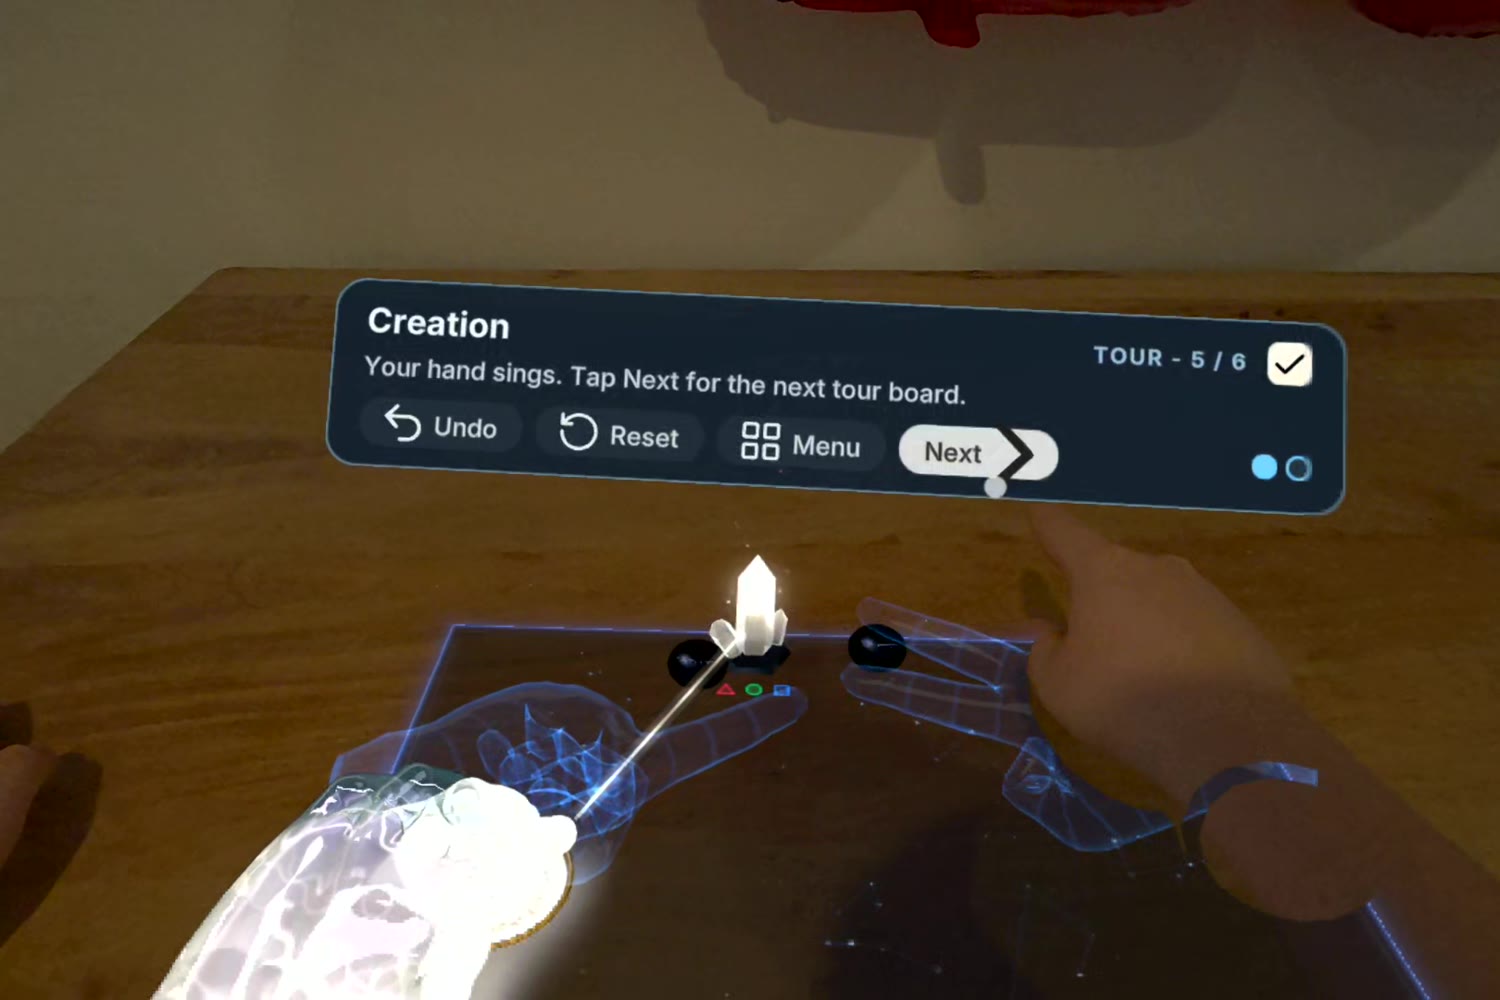 Creation
TOUR - 5 / 6
Your hand sings. Tap Next for the next tour board.
Undo
Reset
Menu
Next